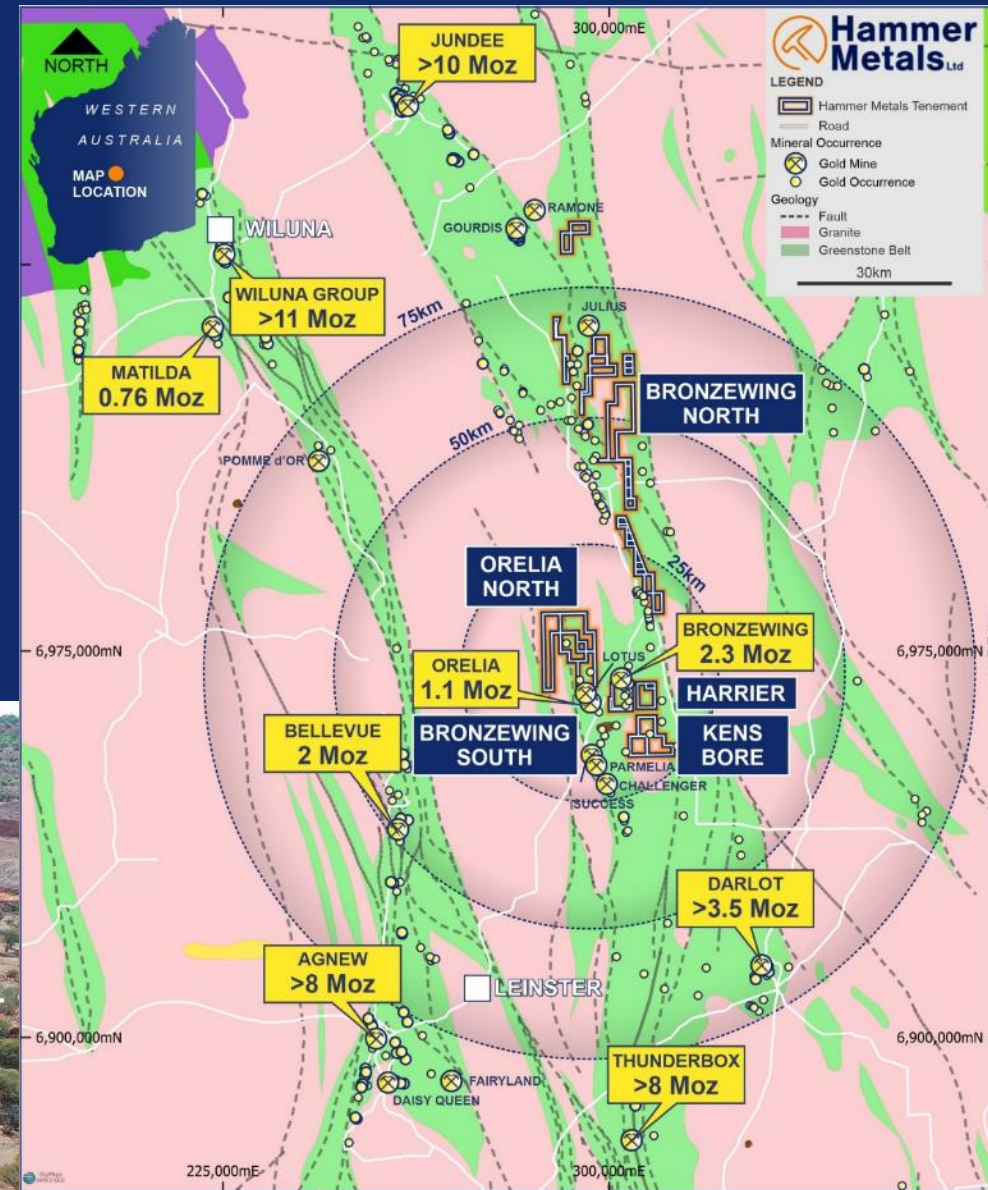 NORTH
WESTERN
AUSTRALIA
MAP
LOCATION
300,000mE
Hammer
Metals Ltd
LEGEND
Hammer Metals Tenement
Road
Mineral Occurrence
Gold Mine
Gold Occurrence
Geology
Fault
Granite
Greenstone Belt
30km
JUNDEE
>10 Moz
RAMONE
GOURDIS
WILUNA
WILUNA GROUP
>11 Moz
MATILDA
0.76 Moz
75km
JULIUS
BRONZEWING
NORTH
50km
POMME d'OR
ORELIA
NORTH
25km
6,975,000mN
6,975,000mN
BRONZEWING
2.3 Moz
LOTUS
ORELIA
1.1 Moz
HARRIER
BRONZEWING
SOUTH
KENS
BORE
BELLEVUE
2 Moz
PARMELIA
CHALLENGER
SUCCESS
DARLOT
>3.5 Moz
AGNEW
>8 Moz
LEINSTER
6,900,000mN
6,900,000mN
THUNDERBOX
>8 Moz
FAIRYLAND
DAISY QUEEN
225,000mE
300,000mE